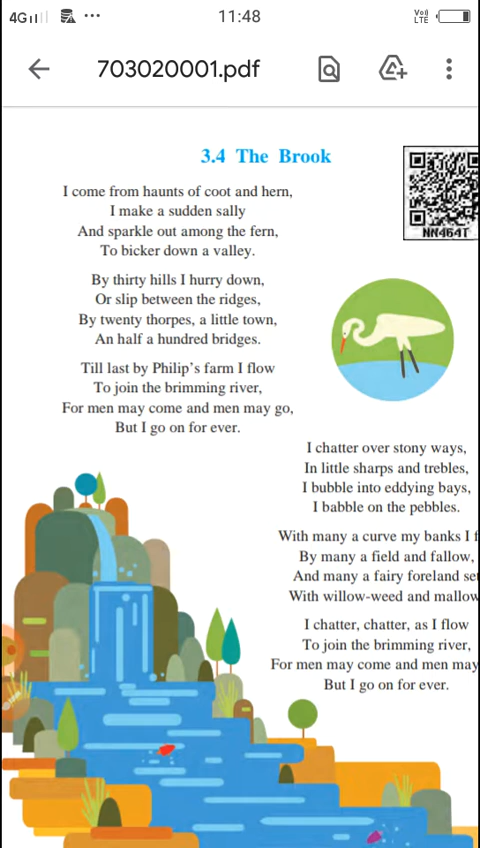 4G
11:48
Vo))
LTE
703020001.pdf
3.4 The Brook
NN464T
I come from haunts of coot and hern,
I make a sudden sally
And sparkle out among the fern,
To bicker down a valley.
By thirty hills I hurry down,
Or slip between the ridges,
By twenty thorpes, a little town,
An half a hundred bridges.
Till last by Philip's farm I flow
To join the brimming river,
For men may come and men may go,
But I go on for ever.
I chatter over stony ways,
In little sharps and trebles,
I bubble into eddying bays,
I babble on the pebbles.
With many a curve my banks I f
By many a field and fallow,
And many a fairy foreland set
With willow-weed and mallow
I chatter, chatter, as I flow
To join the brimming river,
For men may come and men may
But I go on for ever.